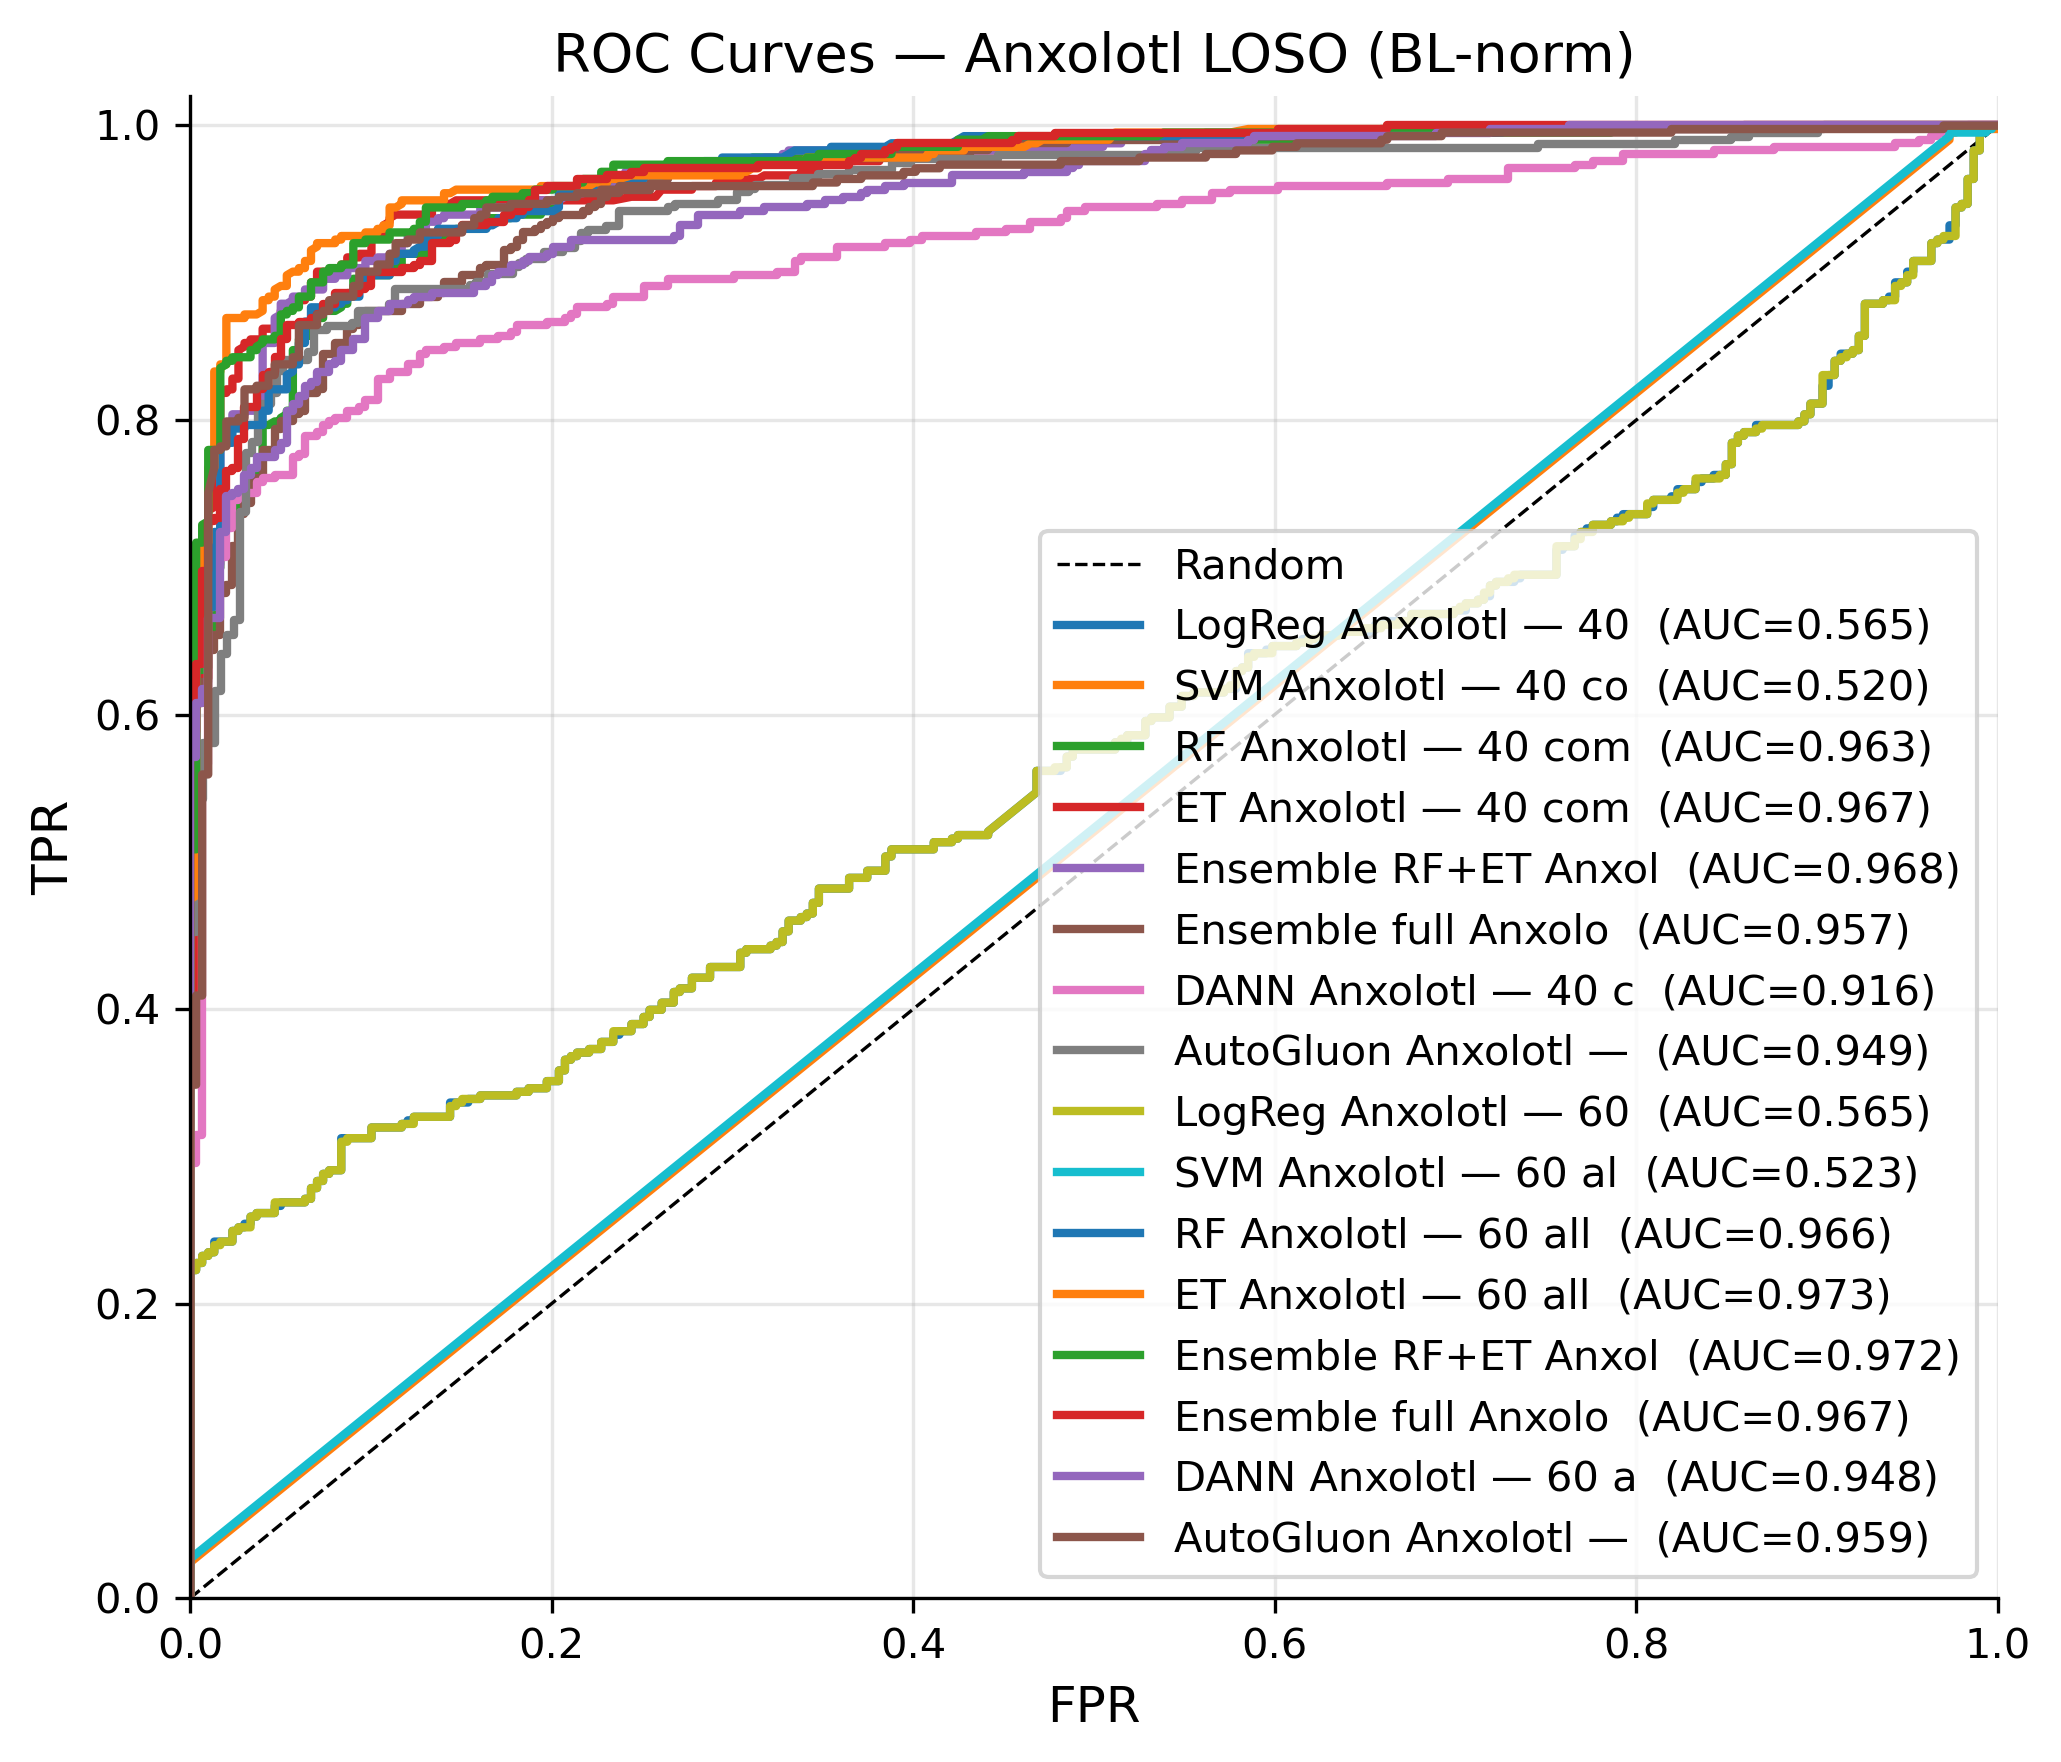 ROC Curves — Anxolotl LOSO (BL-norm)
1.0
0.8
0.6
0.4
0.2
0.0
TPR
Random
LogReg Anxolotl — 40 (AUC=0.565)
SVM Anxolotl — 40 co (AUC=0.520)
RF Anxolotl — 40 com (AUC=0.963)
ET Anxolotl — 40 com (AUC=0.967)
Ensemble RF+ET Anxol (AUC=0.968)
Ensemble full Anxolo (AUC=0.957)
DANN Anxolotl — 40 c (AUC=0.916)
AutoGluon Anxolotl — (AUC=0.949)
LogReg Anxolotl — 60 (AUC=0.565)
SVM Anxolotl — 60 al (AUC=0.523)
RF Anxolotl — 60 all (AUC=0.966)
ET Anxolotl — 60 all (AUC=0.973)
Ensemble RF+ET Anxol (AUC=0.972)
Ensemble full Anxolo (AUC=0.967)
DANN Anxolotl — 60 a (AUC=0.948)
AutoGluon Anxolotl — (AUC=0.959)
0.0 0.2 0.4 0.6 0.8 1.0
FPR